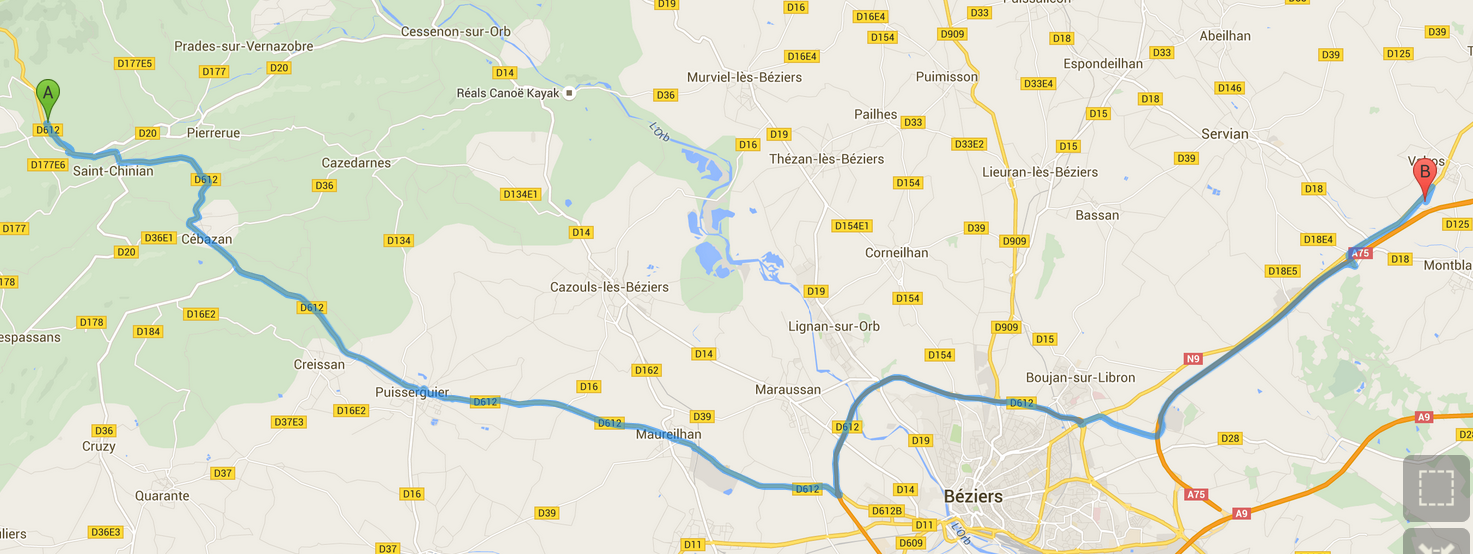 D19
D16
Puissalicon
D16E4
D33
Cessenon-sur-Orb
D154
D909
D18
Abeilhan
D39
Prades-sur-Vernazobre
D177E5
D177
D20
D14
D16E4
Espondeilhan
D33
D39
D125
Murviel-lès-Béziers
Puimisson
D33E4
D146
A
Réals Canoë Kayak
D36
D18
D612
D20
Pierrerue
L'Orb
D19
Pailhes
D33
D15
Servian
D177E6
Saint-Chinian
Cazedarnes
D16
Thézan-lès-Béziers
D33E2
D15
D39
B
D612
D36
D134E1
D154
Lieuran-lès-Béziers
D18
D177
Cébazan
D36E1
D20
D134
D14
D154E1
D39
D909
Bassan
D18E4
D125
Corneilhan
A75
D18
Montbla
D18E5
178
D16E2
D612
Cazouls-lès-Béziers
D19
D154
espassans
D178
D184
Lignan-sur-Orb
D909
D15
Creissan
D14
D154
N9
Puisserguier
D162
Boujan-sur-Libron
D16
Maraussan
D612
D612
D16E2
D37E3
D612
D39
A9
D36
Cruzy
Maureilhan
D612
D19
D28
D37
Quarante
D16
D612
D14
Béziers
A75
D39
D612B
A9
uliers
D36E3
D11
D37
D11
D609
L'Orb